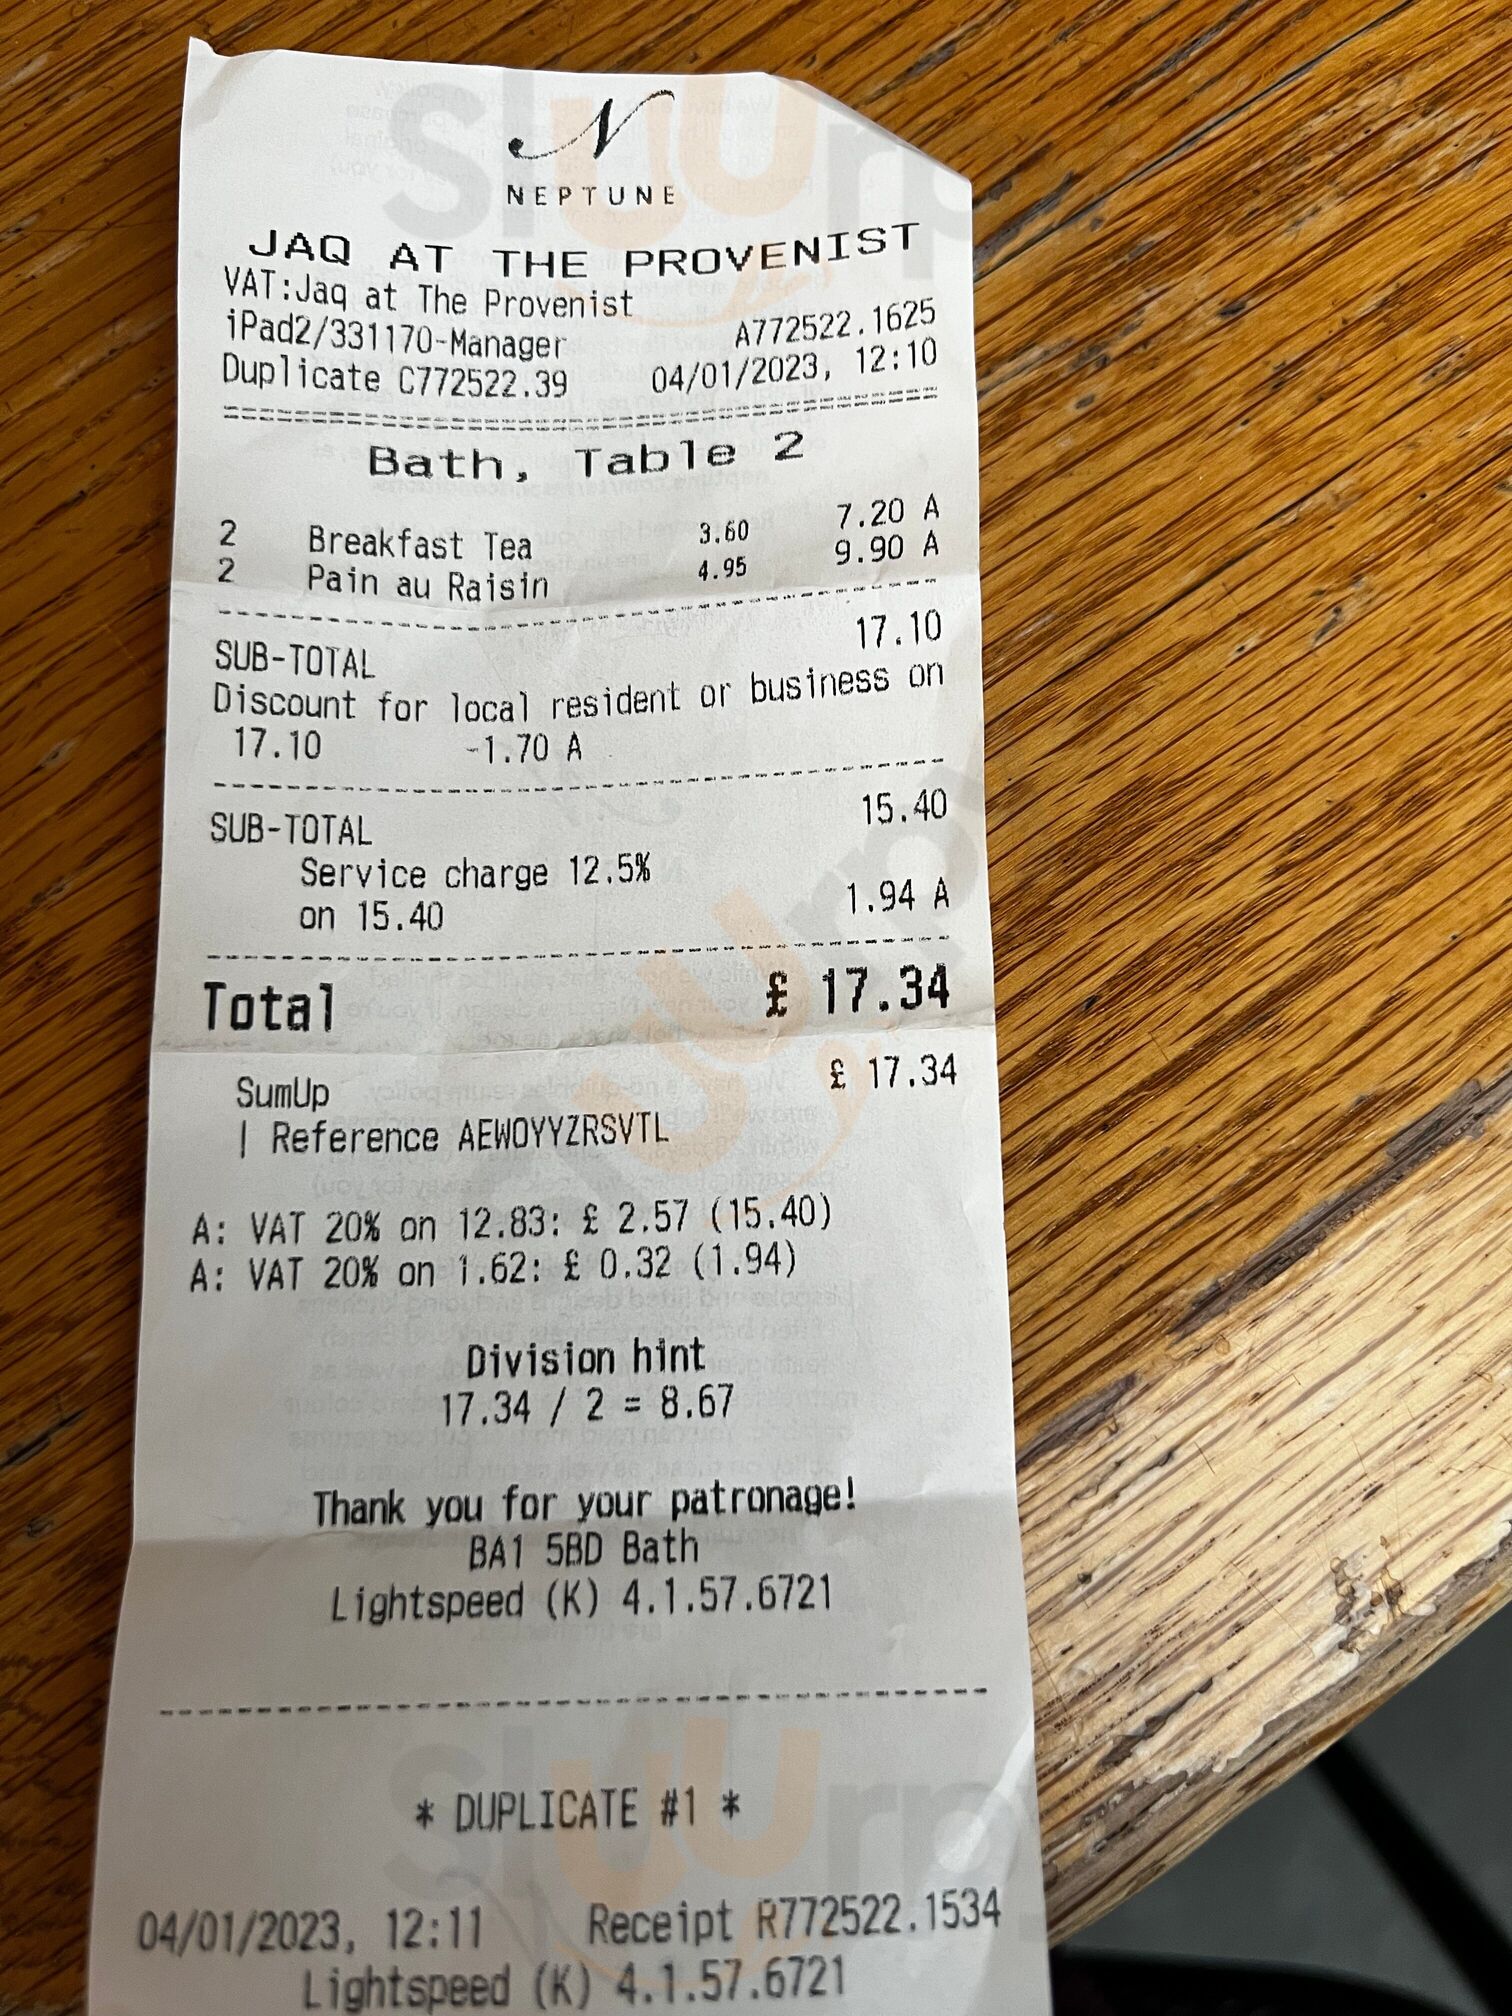 N
NEPTUNE
JAQ AT THE PROVENIST
VAT:Jaq at The Provenist
iPad2/331170-Manager A772522.1625
Duplicate C772522.39 04/01/2023, 12:10
Bath, Table 2
2 Breakfast Tea 3.60 7.20 A
2 Pain au Raisin 4.95 9.90 A
SUB-TOTAL 17.10
Discount for local resident or business on
17.10 -1.70 A
SUB-TOTAL 15.40
Service charge 12.5%
on 15.40 1.94 A
Total £ 17.34
SumUp £ 17.34
| Reference AEWOYYZRSVTL
A: VAT 20% on 12.83: £ 2.57 (15.40)
A: VAT 20% on 1.62: £ 0.32 (1.94)
Division hint
17.34 / 2 = 8.67
Thank you for your patronage!
BA1 5BD Bath
Lightspeed (K) 4.1.57.6721
* DUPLICATE #1 *
04/01/2023, 12:11 Receipt R772522.1534
Lightspeed (K) 4.1.57.6721